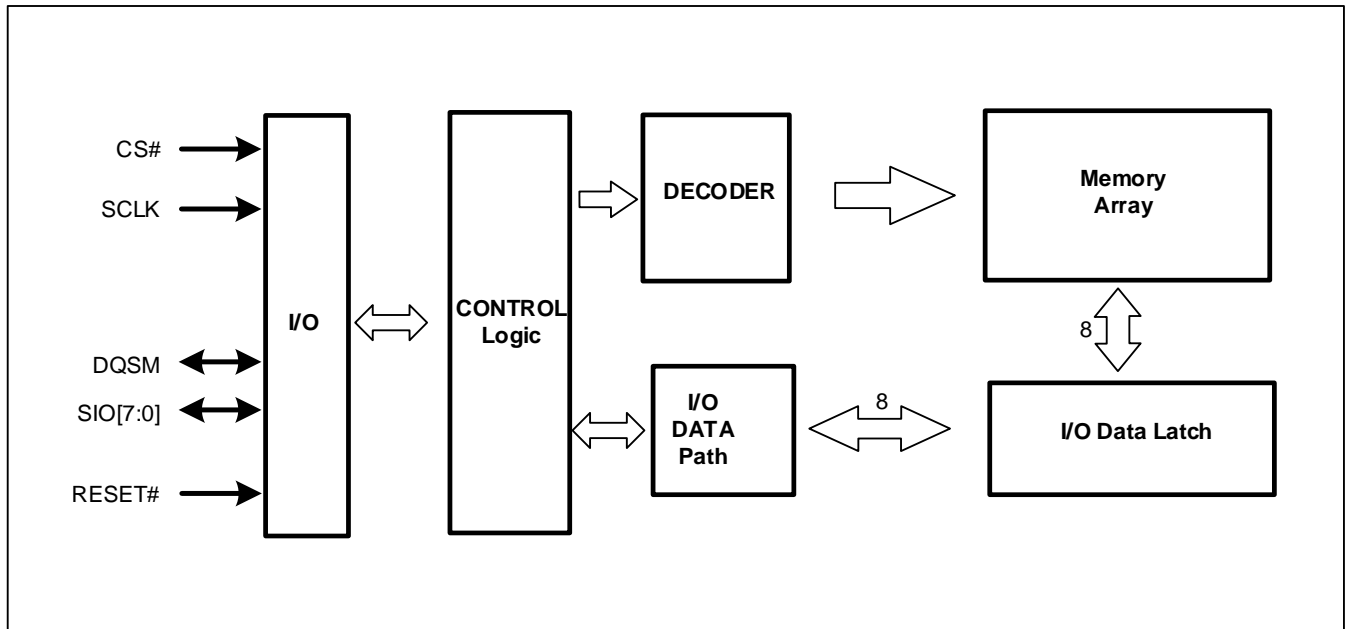 CS#
SCLK
DQSM
SIO[7:0]
RESET#
I/O
CONTROL
Logic
DECODER
I/O
DATA
Path
8
Memory
Array
8
I/O Data Latch